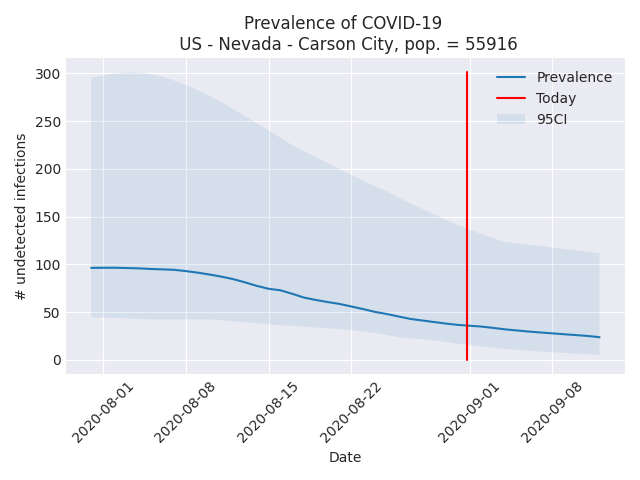 Prevalence of COVID-19
US - Nevada - Carson City, pop. = 55916
300
250
200
150
100
50
0
# undetected infections
Prevalence
Today
95CI
2020-08-01
2020-08-08
2020-08-15
2020-08-22
2020-09-01
2020-09-08
Date